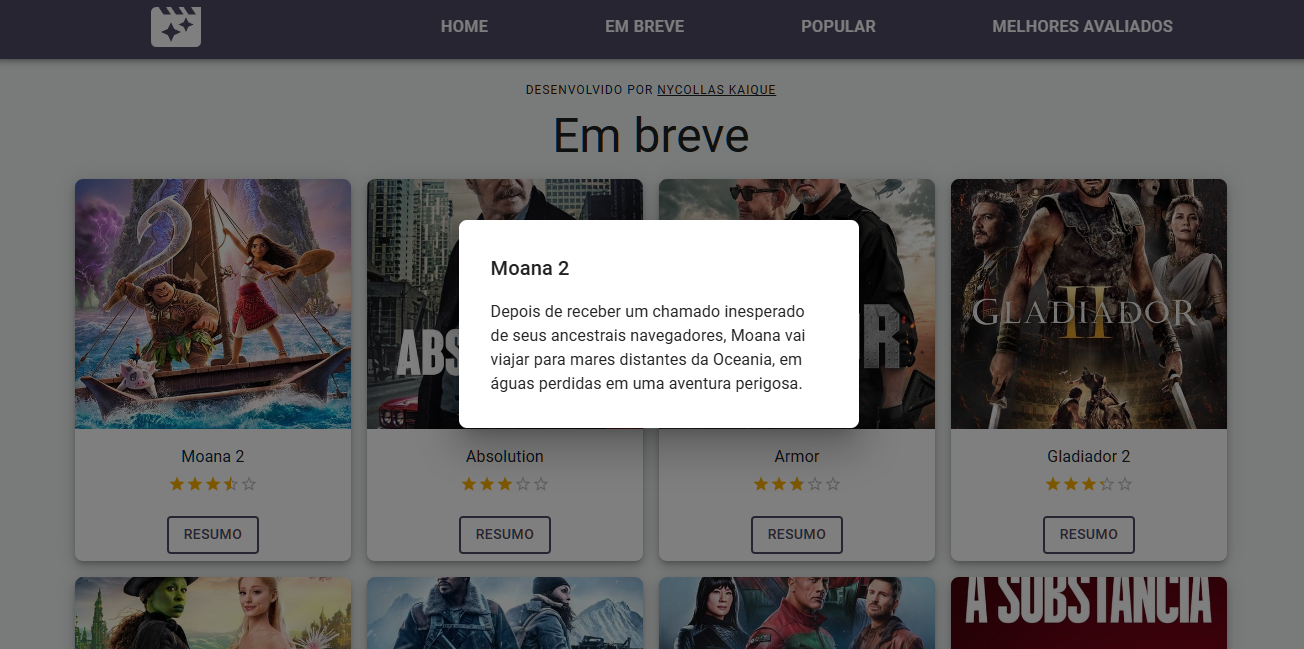 HOME
EM BREVE
POPULAR
MELHORES AVALIADOS
DESENVOLVIDO POR NYCOLLAS KAIQUE
Em breve
ABS
R
GLADIADOR
II
Moana 2
Depois de receber um chamado inesperado
de seus ancestrais navegadores, Moana vai
viajar para mares distantes da Oceania, em
águas perdidas em uma aventura perigosa.
Moana 2
Absolution
Armor
Gladiador 2
RESUMO
RESUMO
RESUMO
RESUMO
A SUBSTÂNCIA